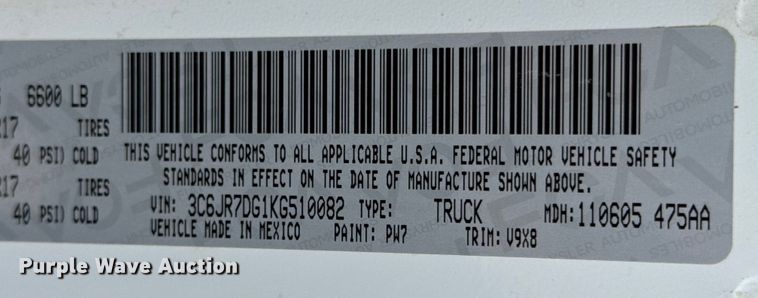 6600 LB
R17 TIRES
40 PSI) COLD
R17 TIRES
40 PSI) COLD
THIS VEHICLE CONFORMS TO ALL APPLICABLE U.S.A. FEDERAL MOTOR VEHICLE SAFETY
STANDARDS IN EFFECT ON THE DATE OF MANUFACTURE SHOWN ABOVE.
VIN: 3C6JR7DG1KG510082 TYPE: TRUCK MDH: 110605 475AA
VEHICLE MADE IN MEXICO PAINT: PW7 TRIM: V9X8
Purple Wave Auction